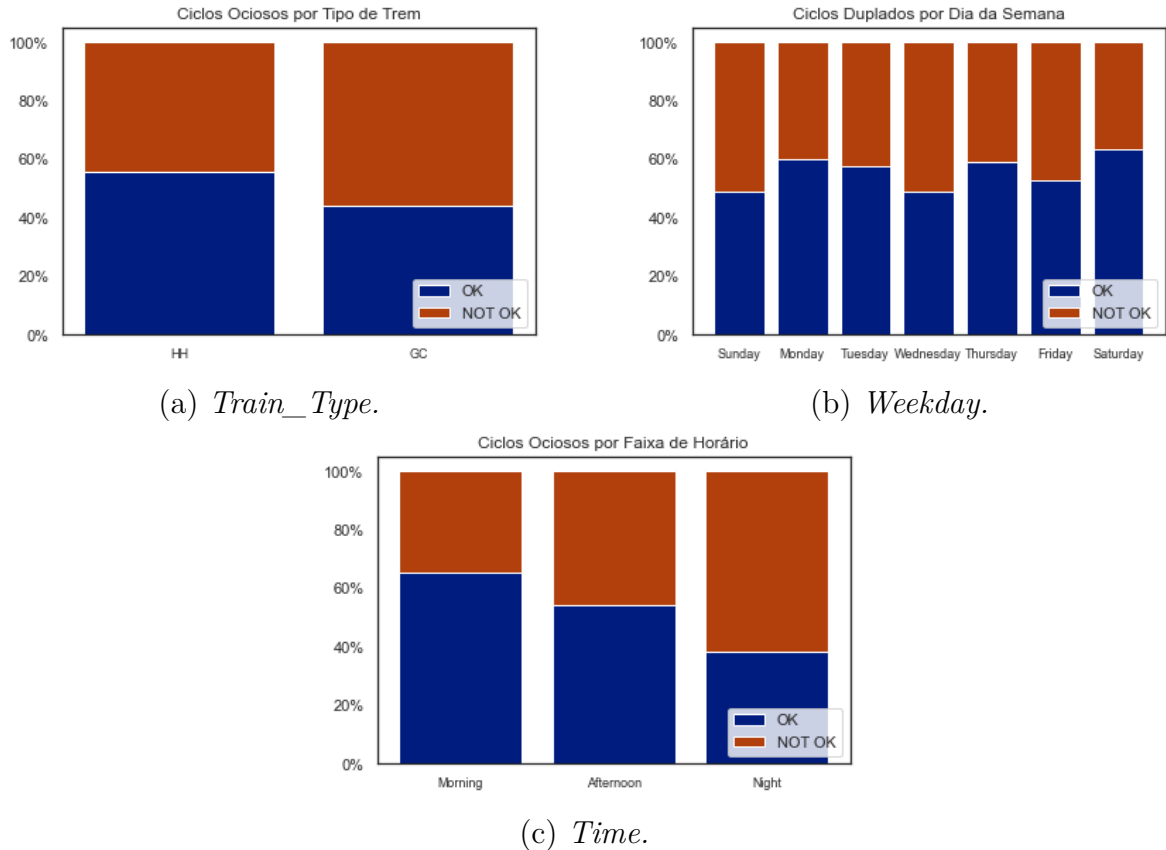 Ciclos Ociosos por Tipo de Trem
100%
80%
60%
40%
20%
0%
OK
NOT OK
HH GC
(a) Train_Type.
Ciclos Duplados por Dia da Semana
100%
80%
60%
40%
20%
0%
OK
NOT OK
Sunday Monday Tuesday Wednesday Thursday Friday Saturday
(b) Weekday.
Ciclos Ociosos por Faixa de Horário
100%
80%
60%
40%
20%
0%
OK
NOT OK
Morning Afternoon Night
(c) Time.